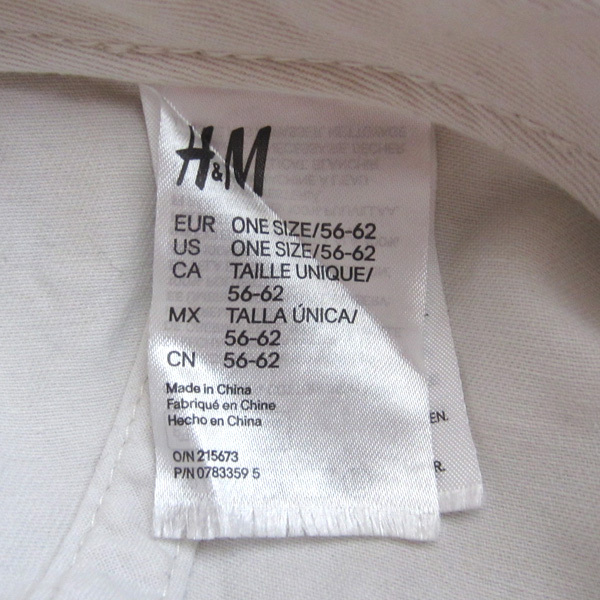 H&M
EUR ONE SIZE/56-62
US ONE SIZE/56-62
CA TAILLE UNIQUE/
56-62
MX TALLA ÚNICA/
56-62
CN 56-62
Made in China
Fabriqué en Chine
Hecho en China
O/N 215673
P/N 0783359 5
EN.
R.